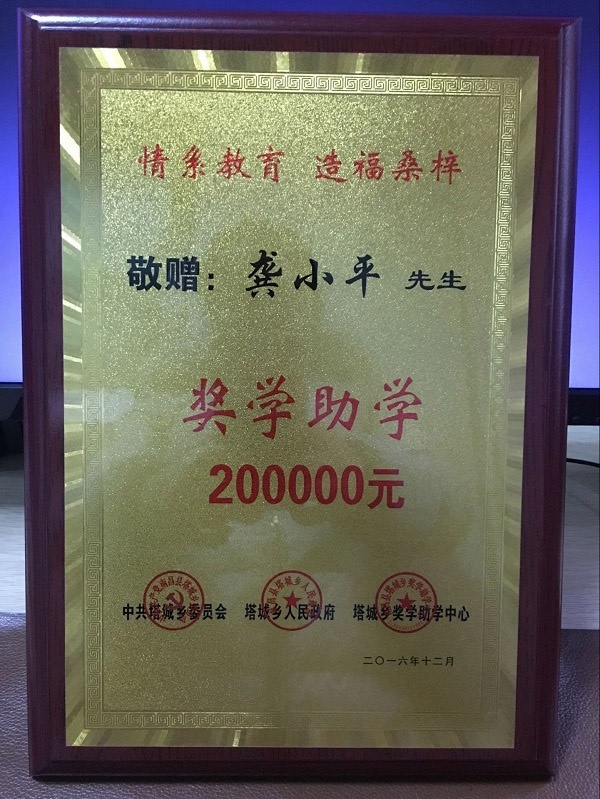 情系教育 造福桑梓
敬赠：龚小平 先生
奖学助学
200000元
中共塔城乡委员会 塔城乡人民政府 塔城乡奖学助学中心
二〇一六年十二月